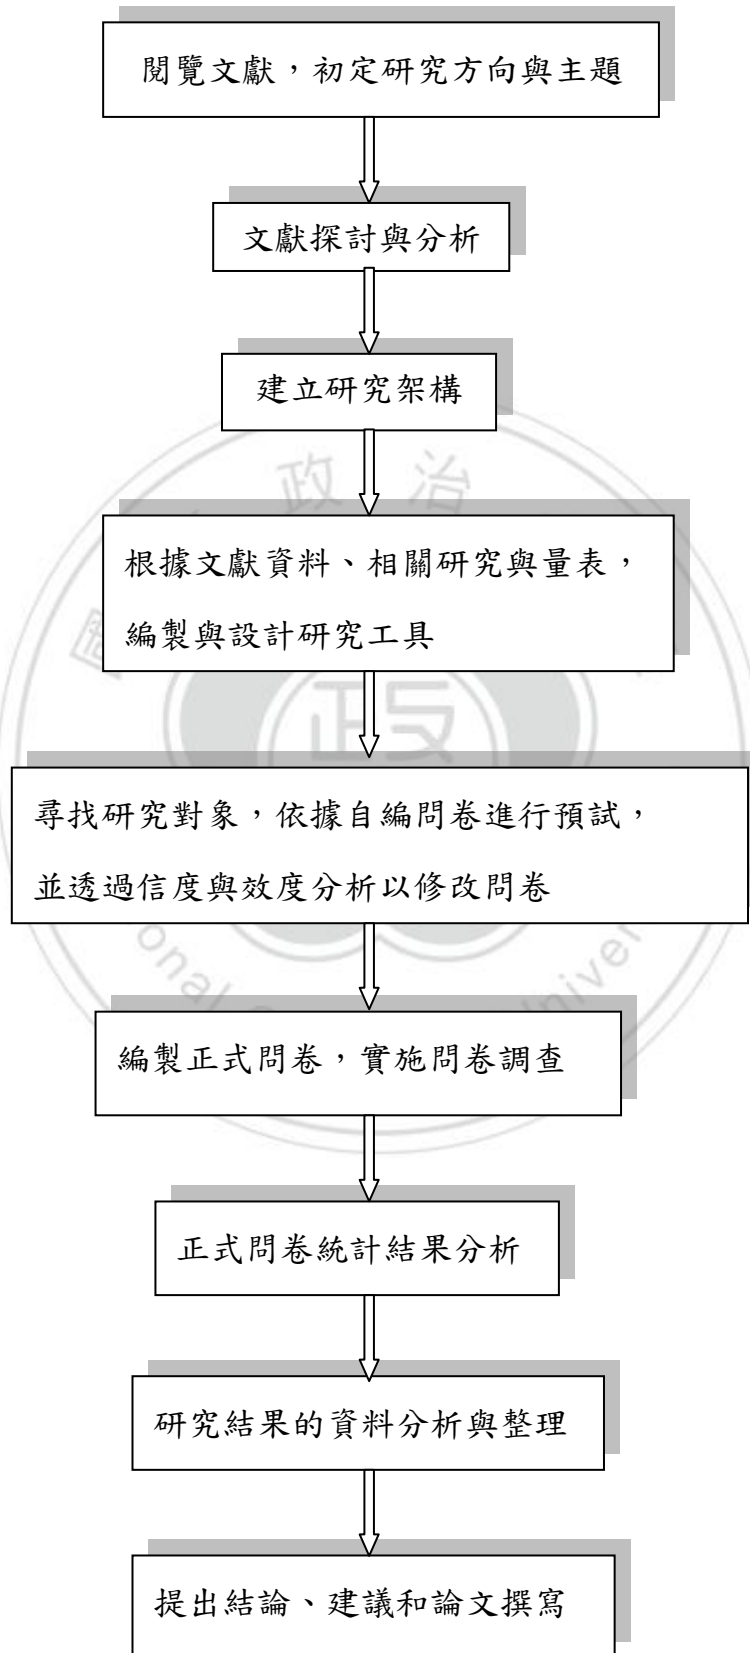 閱覽文獻，初定研究方向與主題
文獻探討與分析
建立研究架構
政 治
根據文獻資料、相關研究與量表，
編製與設計研究工具
尋找研究對象，依據自編問卷進行預試，
並透過信度與效度分析以修改問卷
編製正式問卷，實施問卷調查
正式問卷統計結果分析
研究結果的資料分析與整理
提出結論、建議和論文撰寫